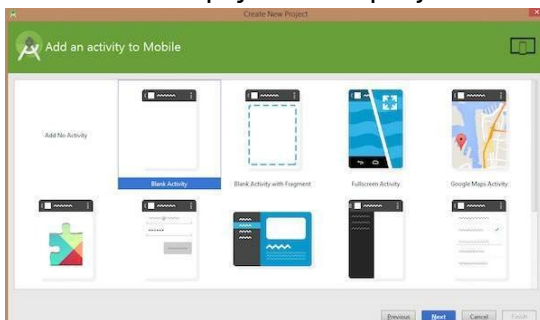 Create New Project
Add an activity to Mobile
Add No Activity
Blank Activity
Blank Activity with Fragment
Fullscreen Activity
Google Maps Activity
Previous
Next
Cancel
Finish